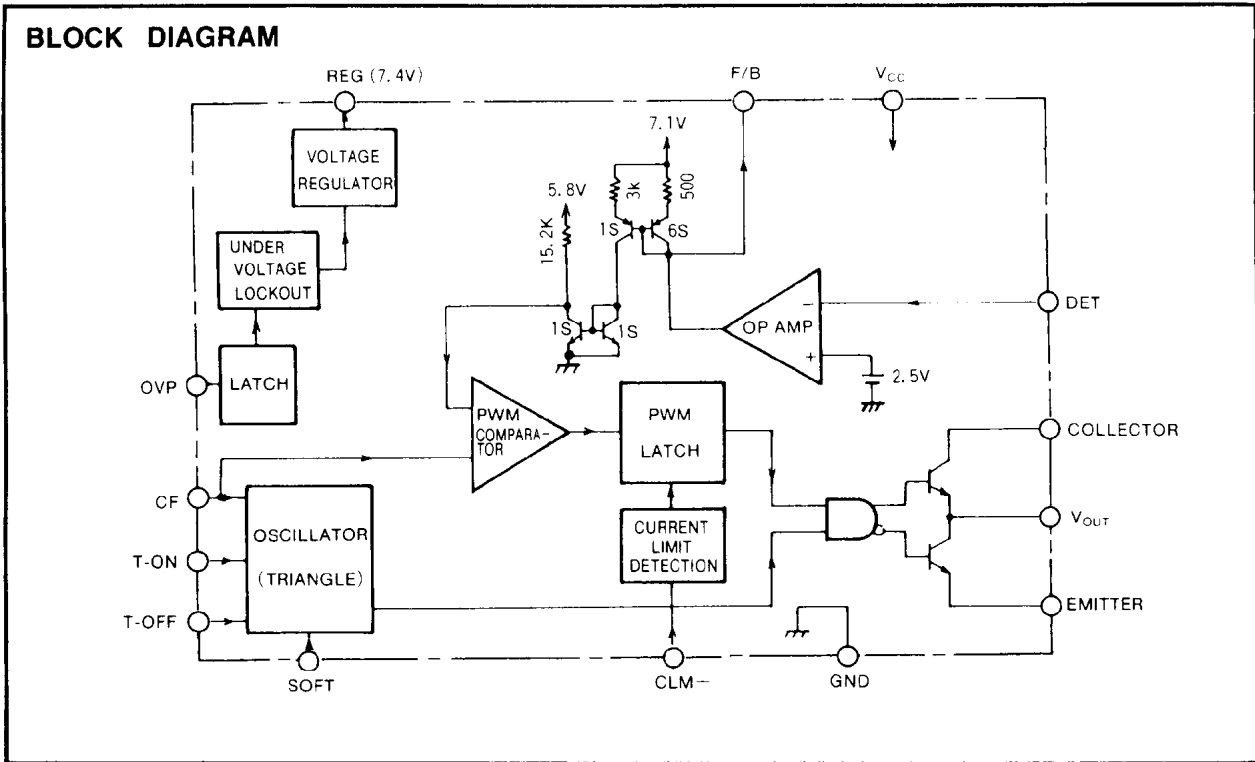 BLOCK DIAGRAM
REG (7.4V)
F/B
VCC
7.1V
VOLTAGE
REGULATOR
3k
500
5.8V
15.2K
1S
6S
UNDER
VOLTAGE
LOCKOUT
1S
1S
OP AMP
−
+
DET
2.5V
OVP
LATCH
PWM
COMPARA-
TOR
PWM
LATCH
COLLECTOR
CF
OSCILLATOR
(TRIANGLE)
CURRENT
LIMIT
DETECTION
VOUT
T-ON
T-OFF
EMITTER
SOFT
CLM−
GND